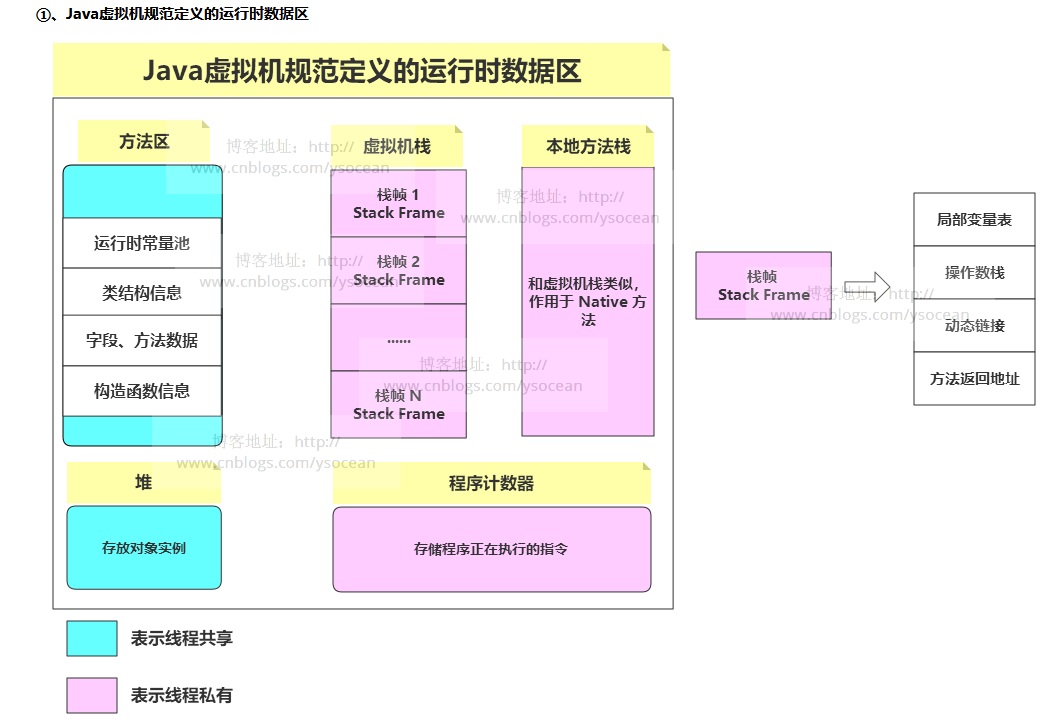 ①、Java虚拟机规范定义的运行时数据区
Java虚拟机规范定义的运行时数据区
方法区
运行时常量池
类结构信息
字段、方法数据
构造函数信息
虚拟机栈
栈帧 1
Stack Frame
栈帧 2
Stack Frame
······
栈帧 N
Stack Frame
本地方法栈
和虚拟机栈类似，
作用于 Native 方
法
栈帧
Stack Frame
局部变量表
操作数栈
动态链接
方法返回地址
堆
存放对象实例
程序计数器
存储程序正在执行的指令
表示线程共享
表示线程私有
博客地址：http://
www.cnblogs.com/ysocean
博客地址：http://
www.cnblogs.com/ysocean
博客地址：http://
www.cnblogs.com/ysocean
博客地址：http://
www.cnblogs.com/ysocean
博客地址：http://
www.cnblogs.com/ysocean
博客地址：http://
www.cnblogs.com/ysocean